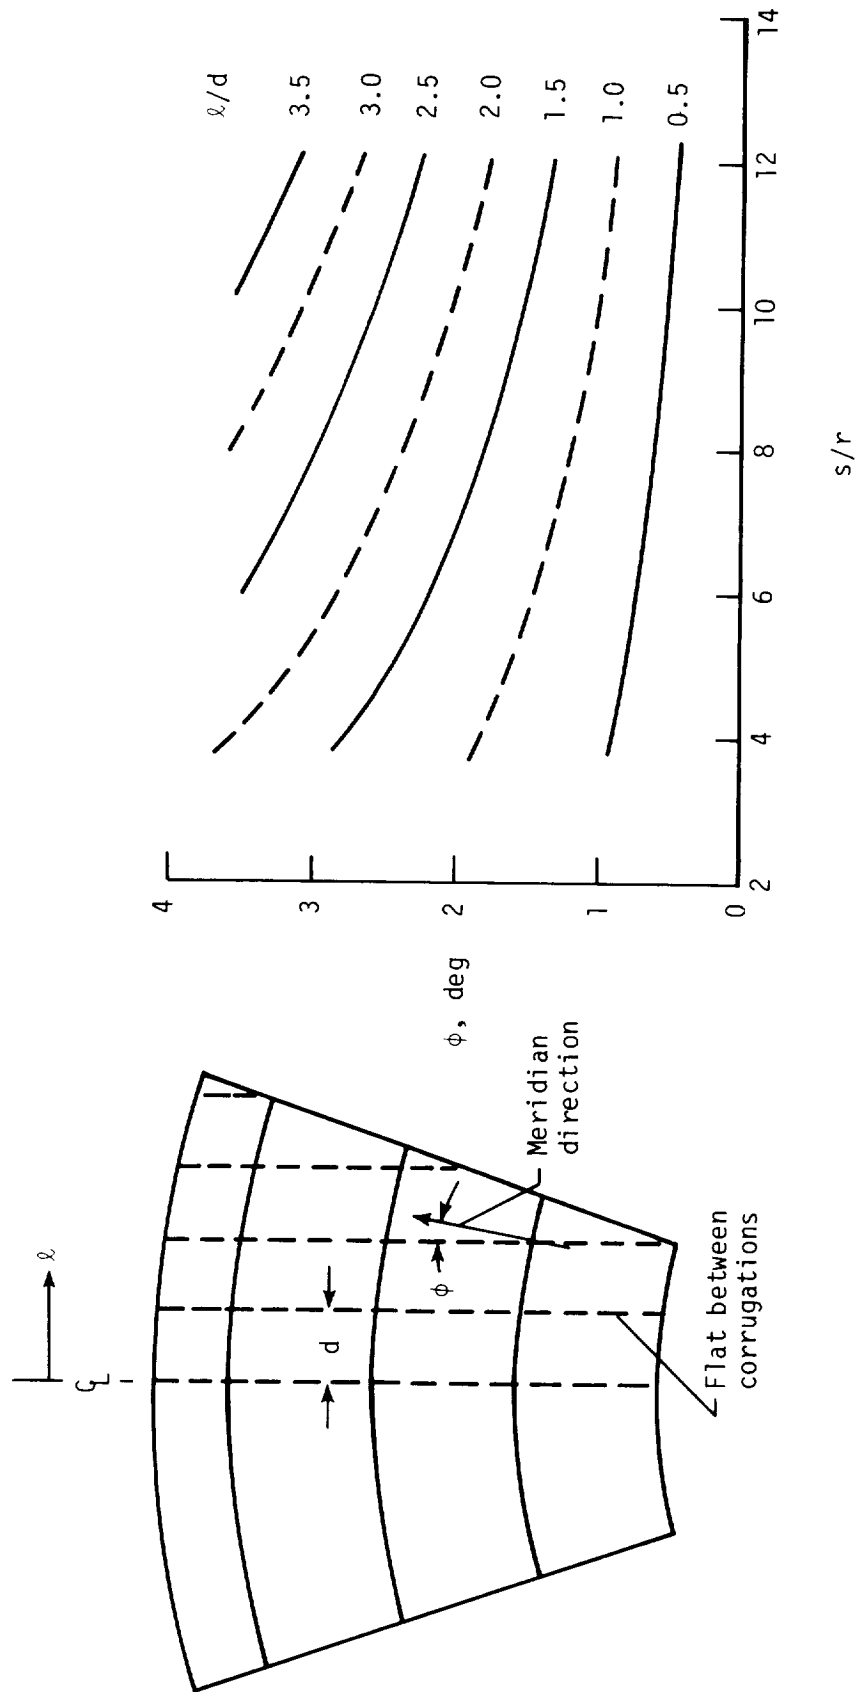 ℓ
C̲L
d
ϕ
Meridian
direction
Flat between
corrugations
ϕ, deg
4
3
2
1
0
2
4
6
8
10
12
14
s/r
ℓ/d
3.5
3.0
2.5
2.0
1.5
1.0
0.5